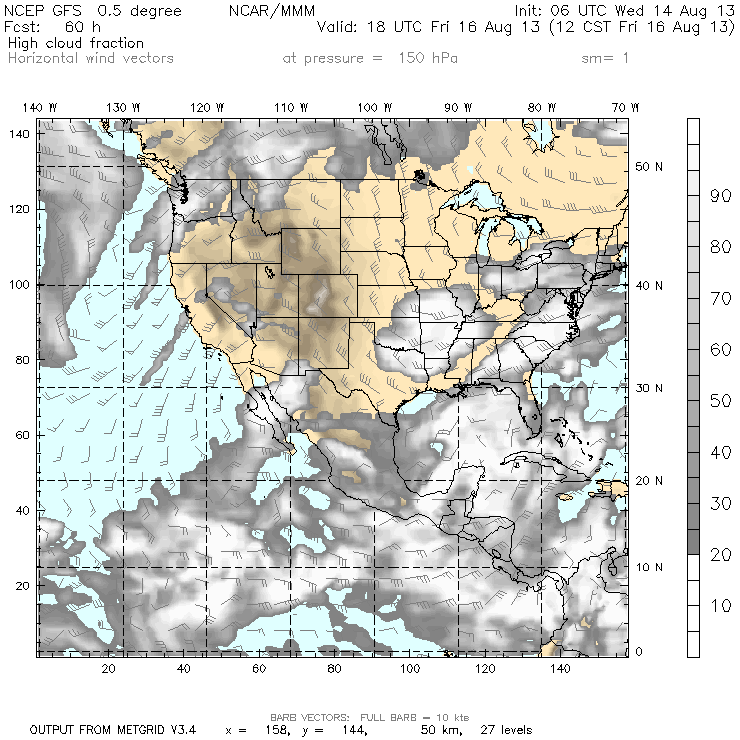 NCEP GFS 0.5 degree NCAR/MMM Init: 06 UTC Wed 14 Aug 13
Fcst: 60 h Valid: 18 UTC Fri 16 Aug 13 (12 CST Fri 16 Aug 13)
High cloud fraction
Horizontal wind vectors at pressure = 150 hPa sm= 1
140 W 130 W 120 W 110 W 100 W 90 W 80 W 70 W
140
50 N
120
90
80
100
40 N
70
60
80
30 N
50
60
40
20 N
40
30
20
10 N
20
10
0
20 40 60 80 100 120 140
BARB VECTORS: FULL BARB = 10 kts
OUTPUT FROM METGRID V3.4 x = 158, y = 144, 50 km, 27 levels